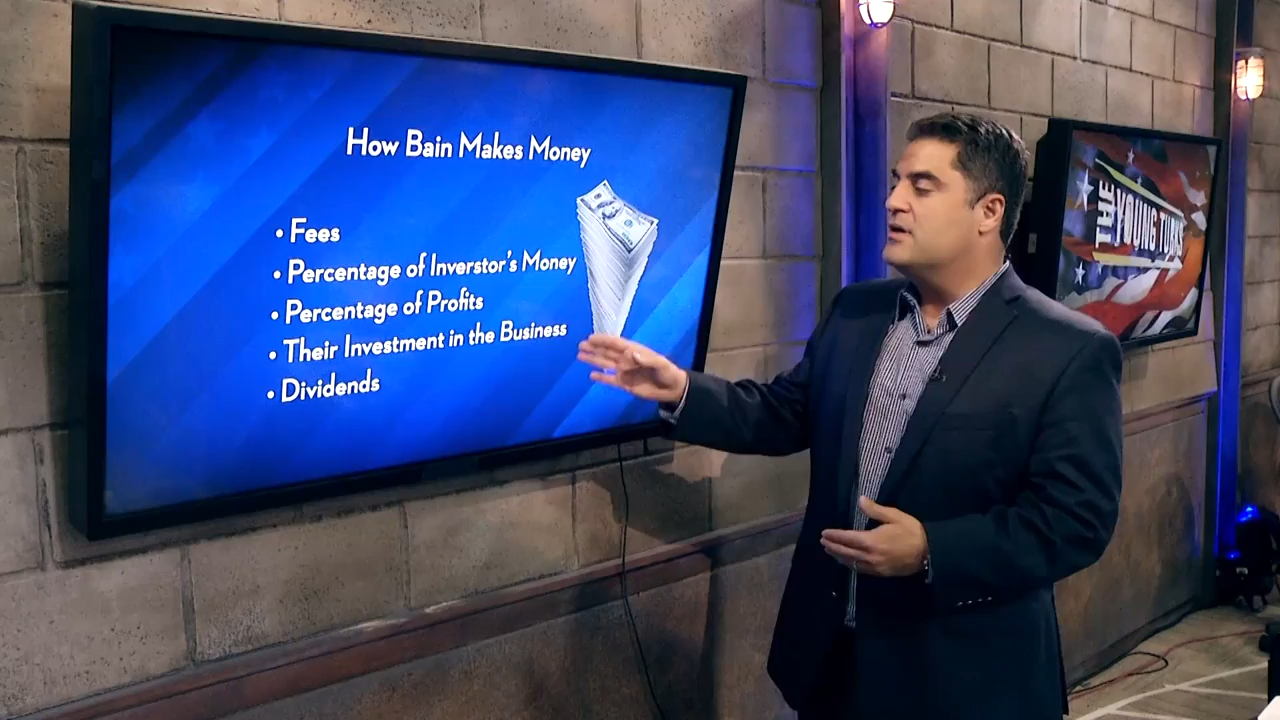 How Bain Makes Money
• Fees
• Percentage of Inverstor's Money
• Percentage of Profits
• Their Investment in the Business
• Dividends
THE
YOUNG TURKS